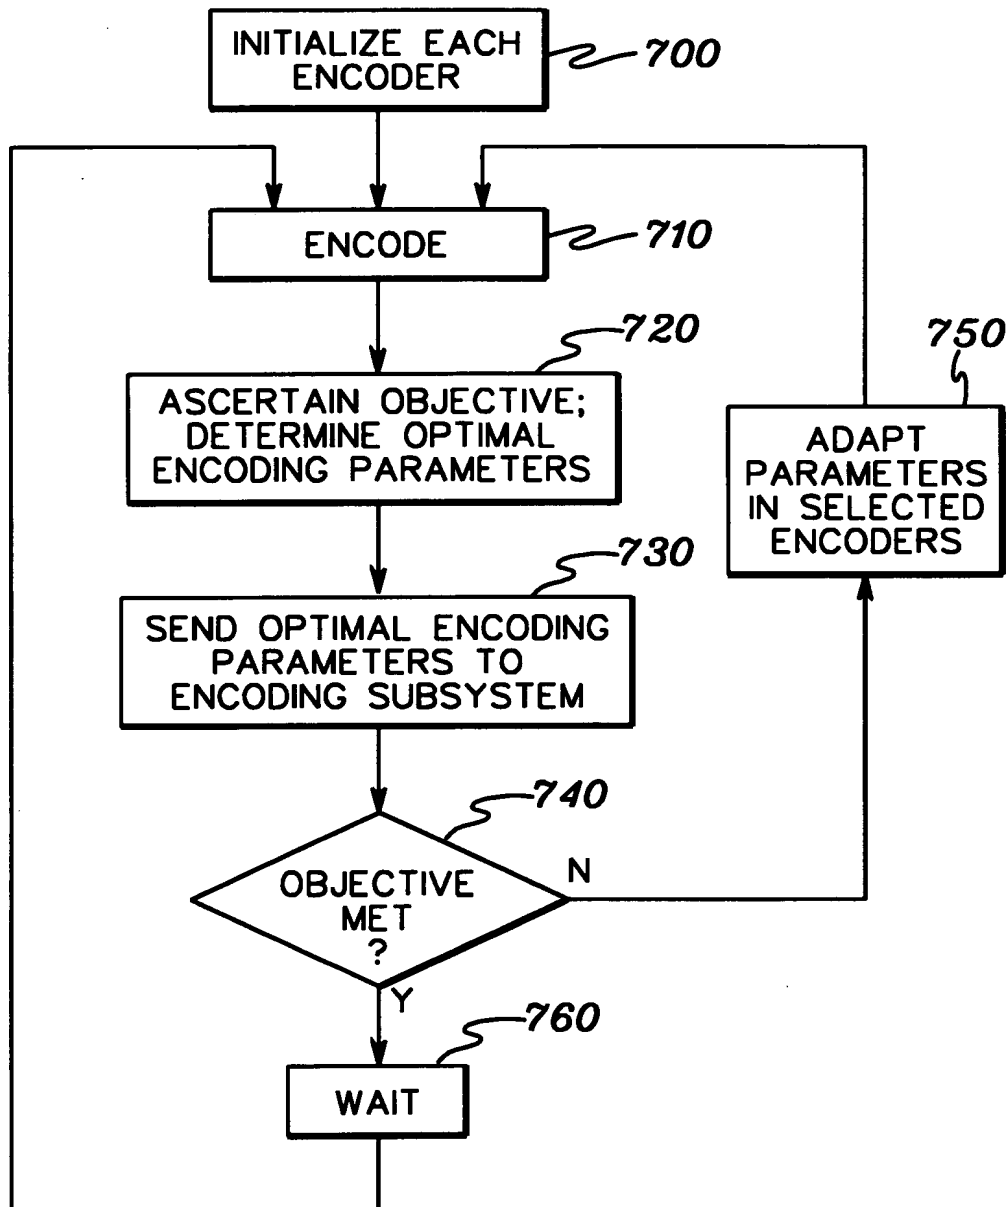 INITIALIZE EACH
ENCODER
700
ENCODE
710
720
ASCERTAIN OBJECTIVE;
DETERMINE OPTIMAL
ENCODING PARAMETERS
750
ADAPT
PARAMETERS
IN SELECTED
ENCODERS
730
SEND OPTIMAL ENCODING
PARAMETERS TO
ENCODING SUBSYSTEM
740
OBJECTIVE
MET
?
N
Y
760
WAIT